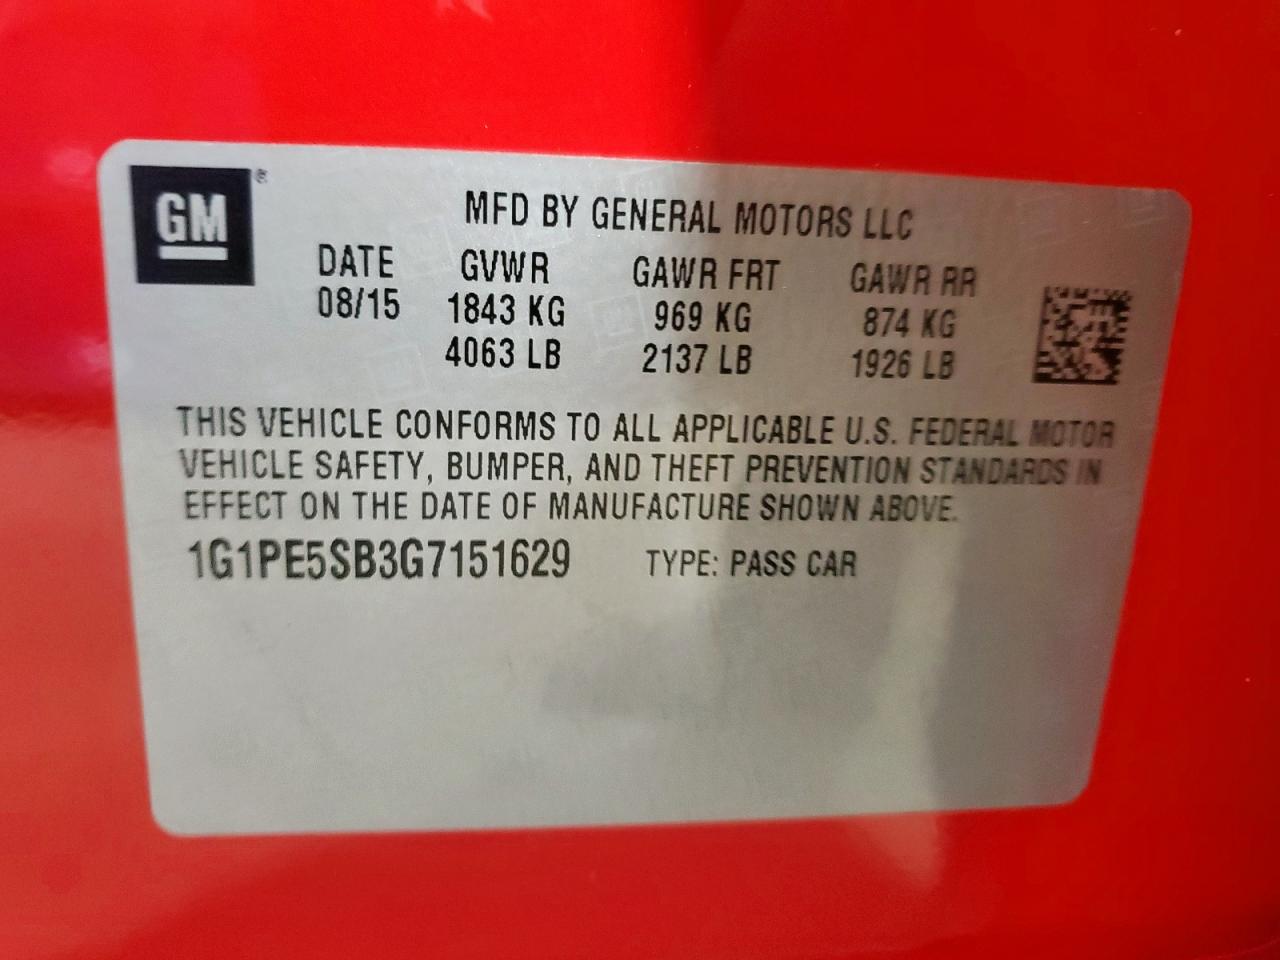 GM®
MFD BY GENERAL MOTORS LLC
DATE GVWR GAWR FRT GAWR RR
08/15 1843 KG 969 KG 874 KG
4063 LB 2137 LB 1926 LB
THIS VEHICLE CONFORMS TO ALL APPLICABLE U.S. FEDERAL MOTOR
VEHICLE SAFETY, BUMPER, AND THEFT PREVENTION STANDARDS IN
EFFECT ON THE DATE OF MANUFACTURE SHOWN ABOVE.
1G1PE5SB3G7151629 TYPE: PASS CAR